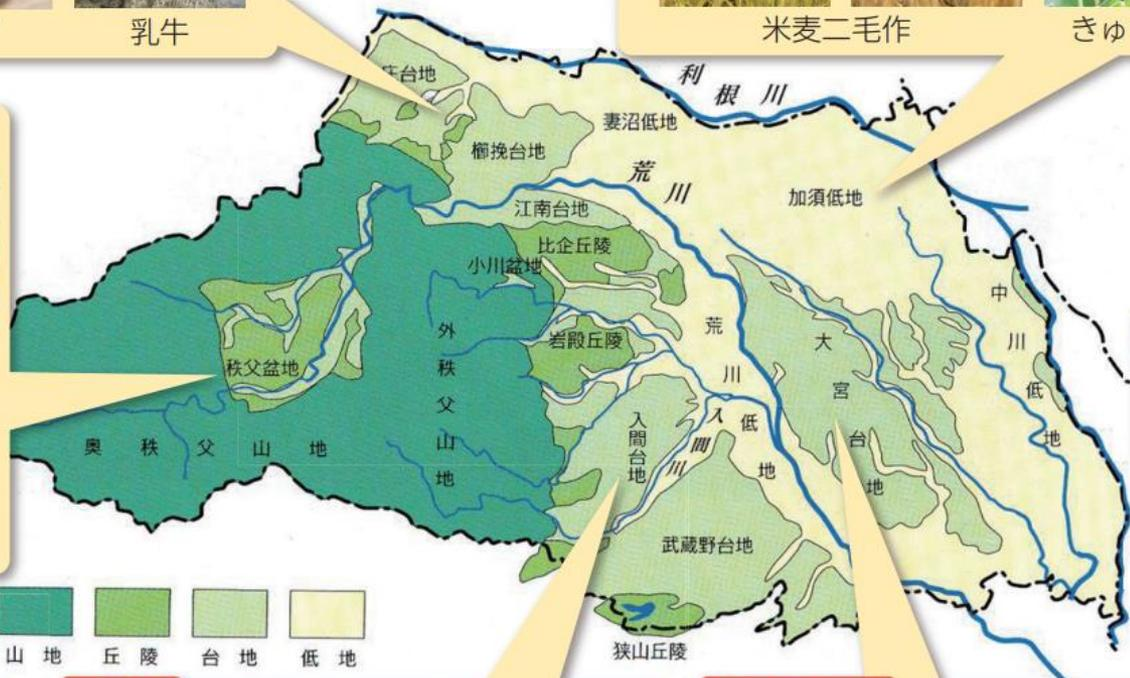 乳牛
米麦二毛作
きゅ
庄台地
利根川
妻沼低地
櫛挽台地
荒川
加須低地
江南台地
比企丘陵
小川盆地
中川低地
外秩父山地
岩殿丘陵
荒川低地
大宮台地
秩父盆地
入間台地
入間川
奥秩父山地
武蔵野台地
狭山丘陵
山地
丘陵
台地
低地